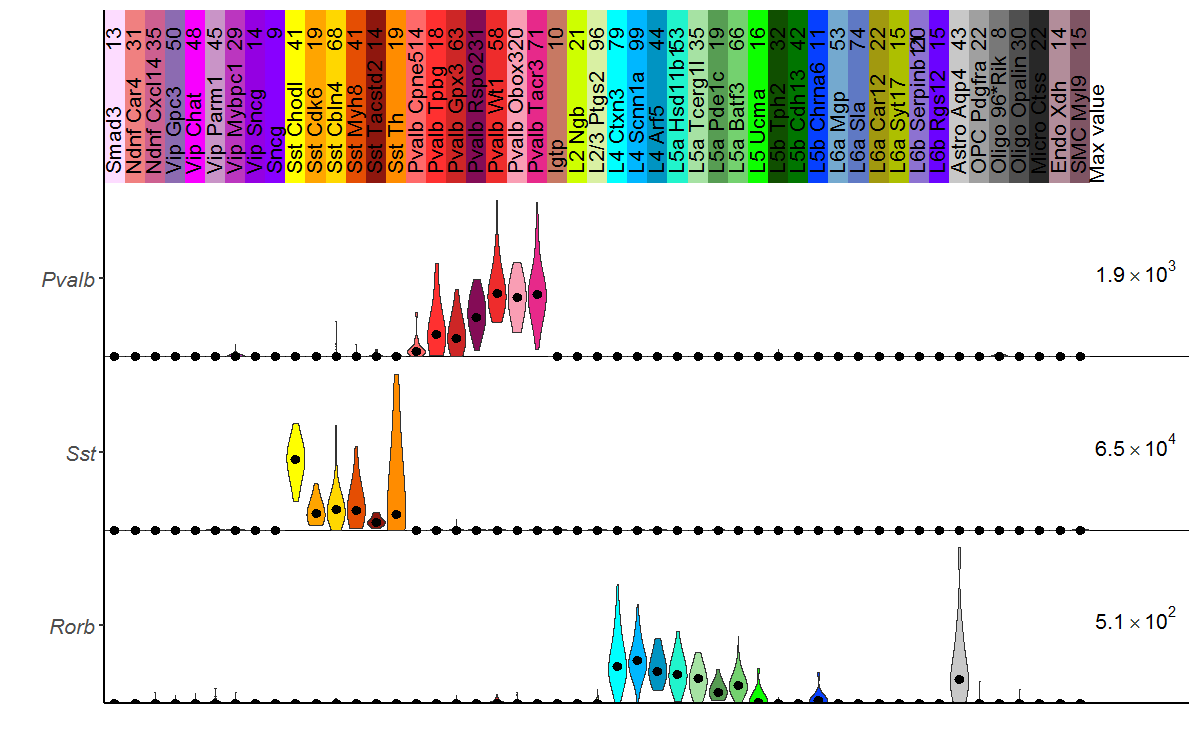 Smad3 13
Ndnf Car4 31
Ndnf Cxcl14 35
Vip Gpc3 50
Vip Chat 48
Vip Parm1 45
Vip Mybpc1 29
Vip Sncg 14
Sncg 9
Sst Chodl 41
Sst Cdk6 19
Sst Cbln4 68
Sst Myh8 41
Sst Tacstd2 4
Sst Th 19
Pvalb Cpne5 14
Pvalb Tpbg 18
Pvalb Gpx3 63
Pvalb Rspo2 31
Pvalb Wt1 58
Pvalb Obox3 20
Pvalb Tacr3 71
Igtp 10
L2 Ngb 21
L2/3 Ptgs2 96
L4 Ctxn3 79
L4 Scnn1a 99
L4 Arf5 44
L5a Hsd11b1 53
L5a Tcerg1l 35
L5a Pde1c 19
L5a Batf3 66
L5 Ucma 16
L5b Tph2
L5b Cdh13 42
L5b Chrna6 11
L6a Mgp 53
L6a Sla 74
L6a Car12 22
L6a Syt17 15
L6b Serpinb11
L6b Rgs12 15
Astro Aqp4 43
OPC Pdgfra 22
Oligo 96*Rik 8
Oligo Opalin 30
Micro Ctss 22
Endo Xdh 14
SMC Myl9 15
Max value
Pvalb 1.9 × 10³
Sst 6.5 × 10⁴
Rorb 5.1 × 10²